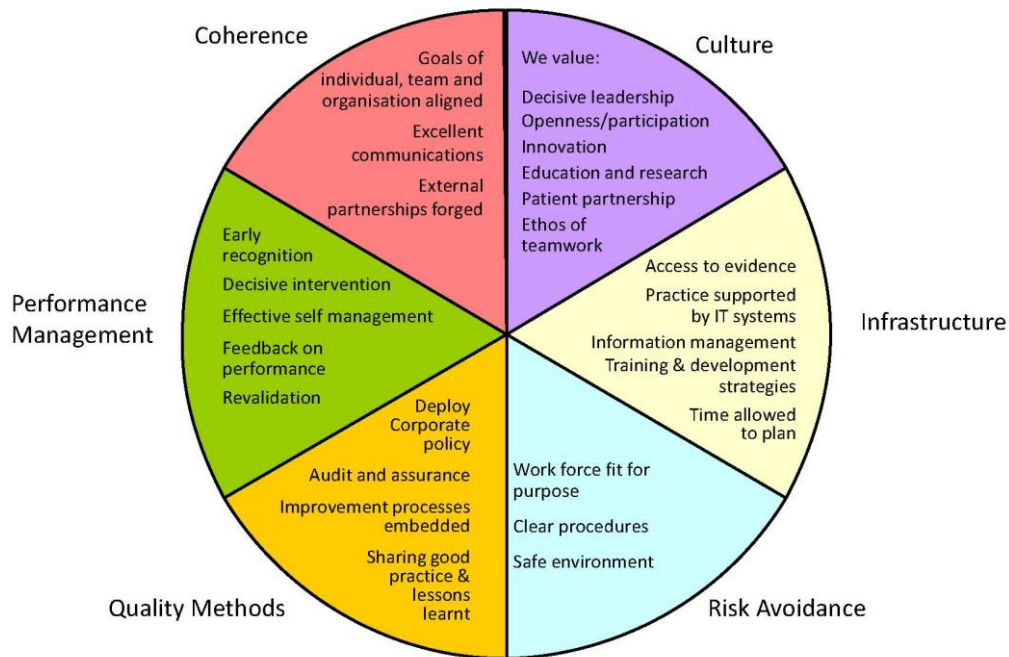 Coherence
Goals of
individual, team and
organisation aligned
Excellent
communications
External
partnerships forged
Culture
We value:
Decisive leadership
Openness/participation
Innovation
Education and research
Patient partnership
Ethos of
teamwork
Performance
Management
Early
recognition
Decisive intervention
Effective self management
Feedback on
performance
Revalidation
Infrastructure
Access to evidence
Practice supported
by IT systems
Information management
Training & development
strategies
Time allowed
to plan
Quality Methods
Deploy
Corporate
policy
Audit and assurance
Improvement processes
embedded
Sharing good
practice &
lessons
learnt
Risk Avoidance
Work force fit for
purpose
Clear procedures
Safe environment